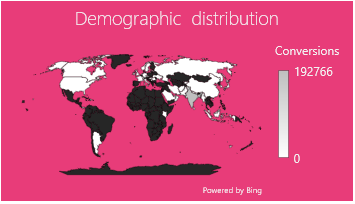 Demographic distribution
Conversions
192766
0
Powered by Bing